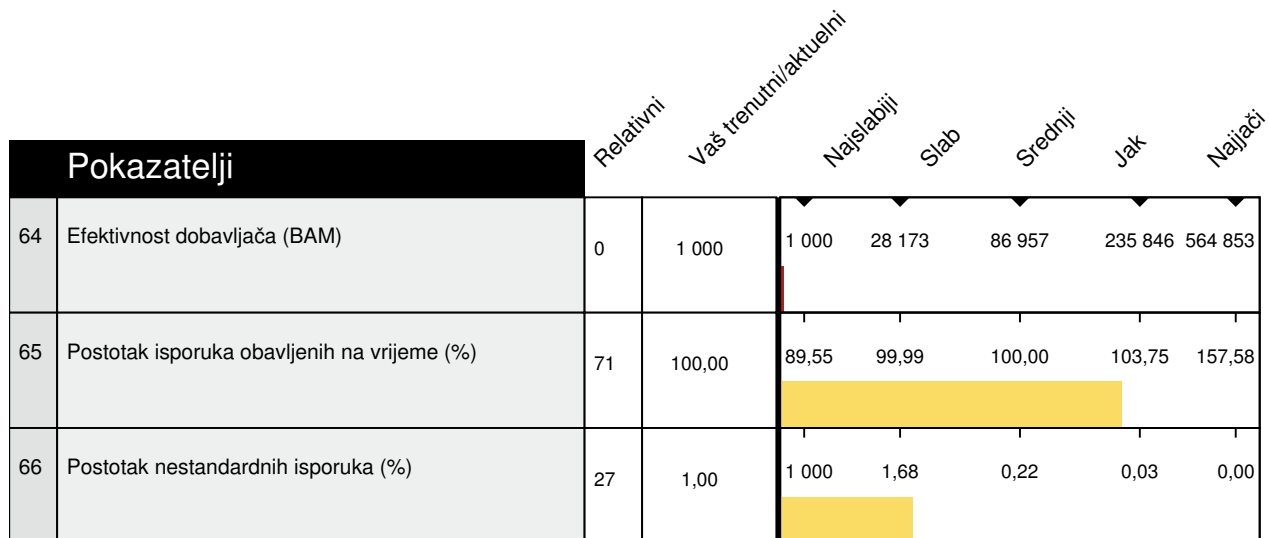 Relativni
Vaš trenutni/aktuelni
Najslabiji
Slab
Srednji
Jak
Najjači
Pokazatelji
64 Efektivnost dobavljača (BAM) 0 1 000 1 000 28 173 86 957 235 846 564 853
65 Postotak isporuka obavljenih na vrijeme (%) 71 100,00 89,55 99,99 100,00 103,75 157,58
66 Postotak nestandardnih isporuka (%) 27 1,00 1 000 1,68 0,22 0,03 0,00